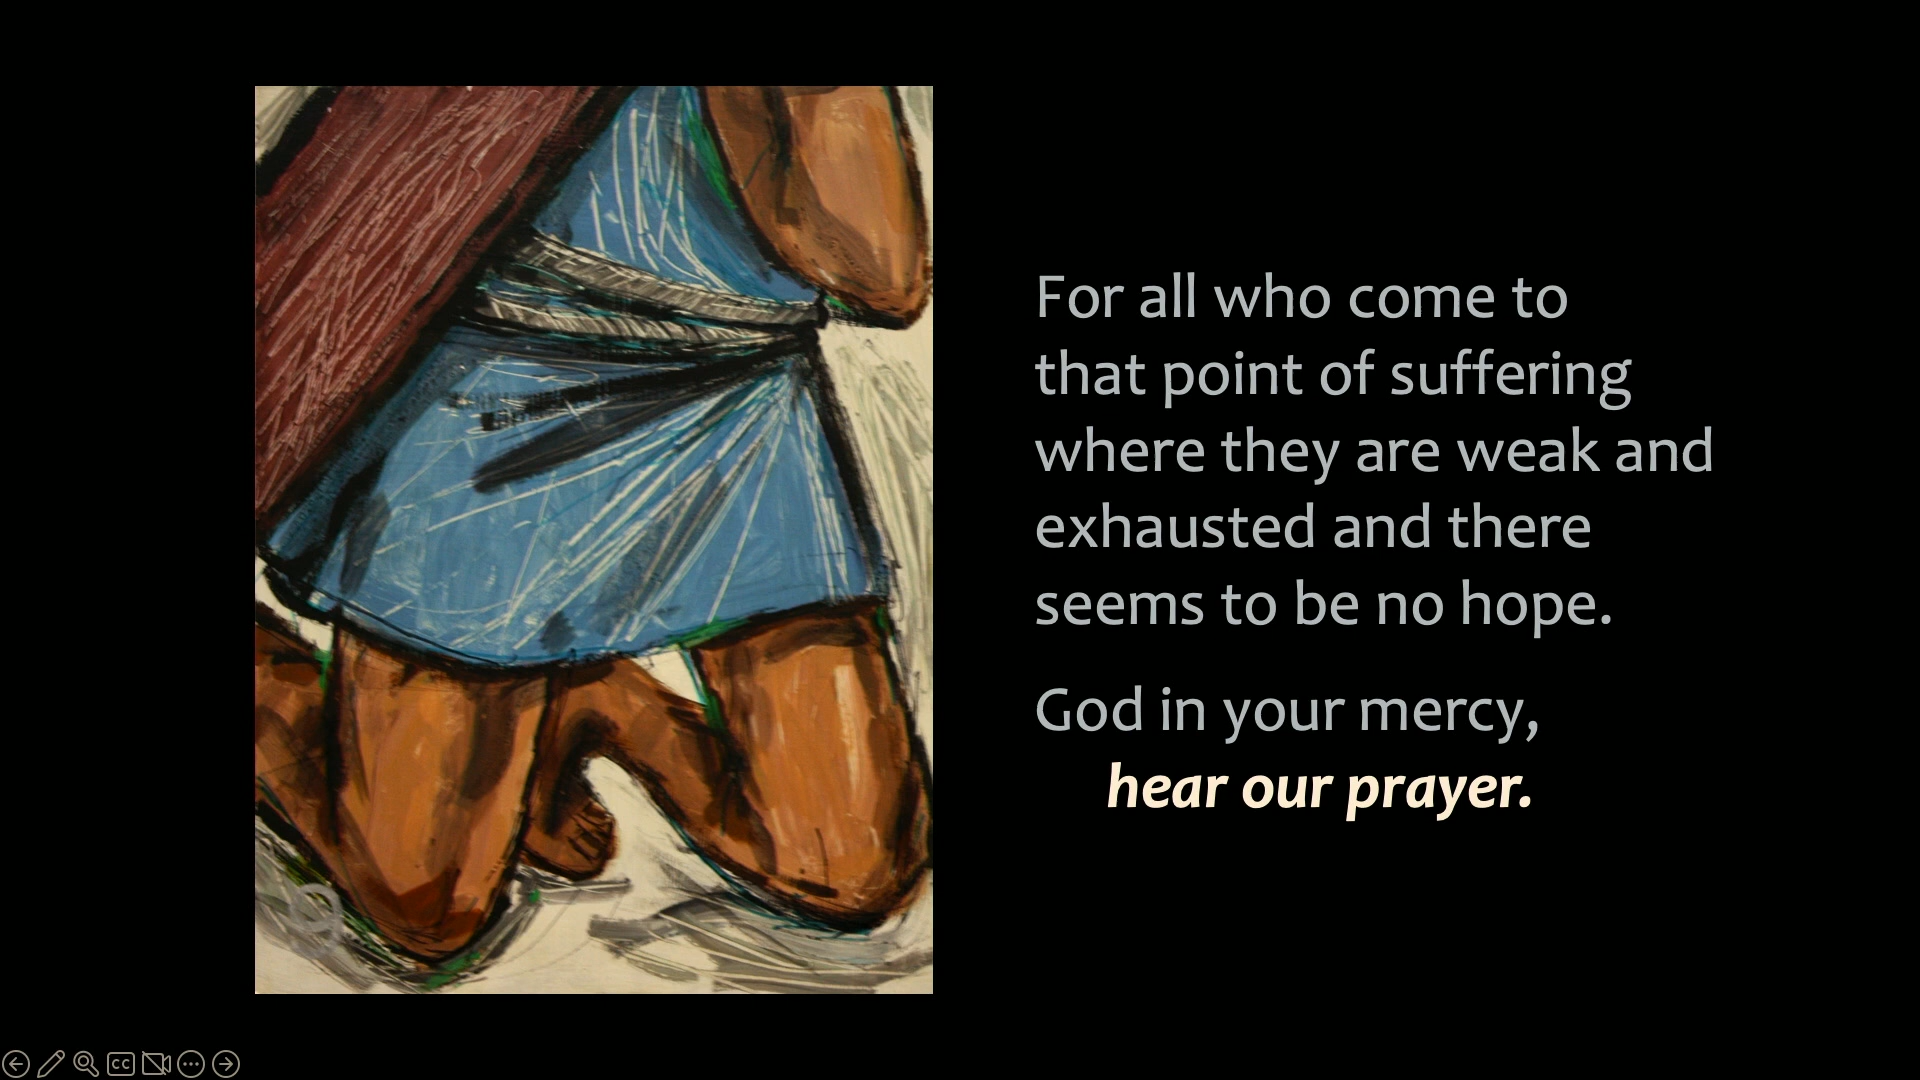 For all who come to
that point of suffering
where they are weak and
exhausted and there
seems to be no hope.
God in your mercy,
hear our prayer.
CC